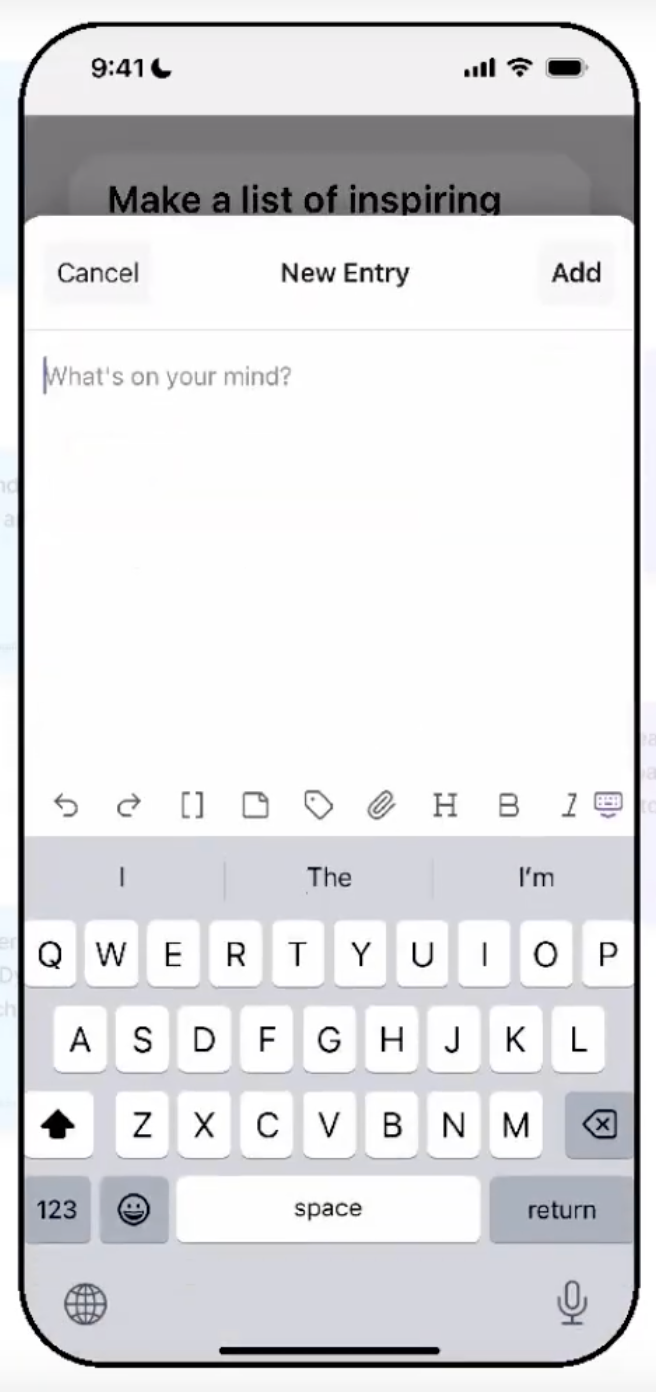 9:41
Make a list of inspiring
Cancel New Entry Add
What's on your mind?
H B I
I The I'm
Q W E R T Y U I O P
A S D F G H J K L
Z X C V B N M
123 space return